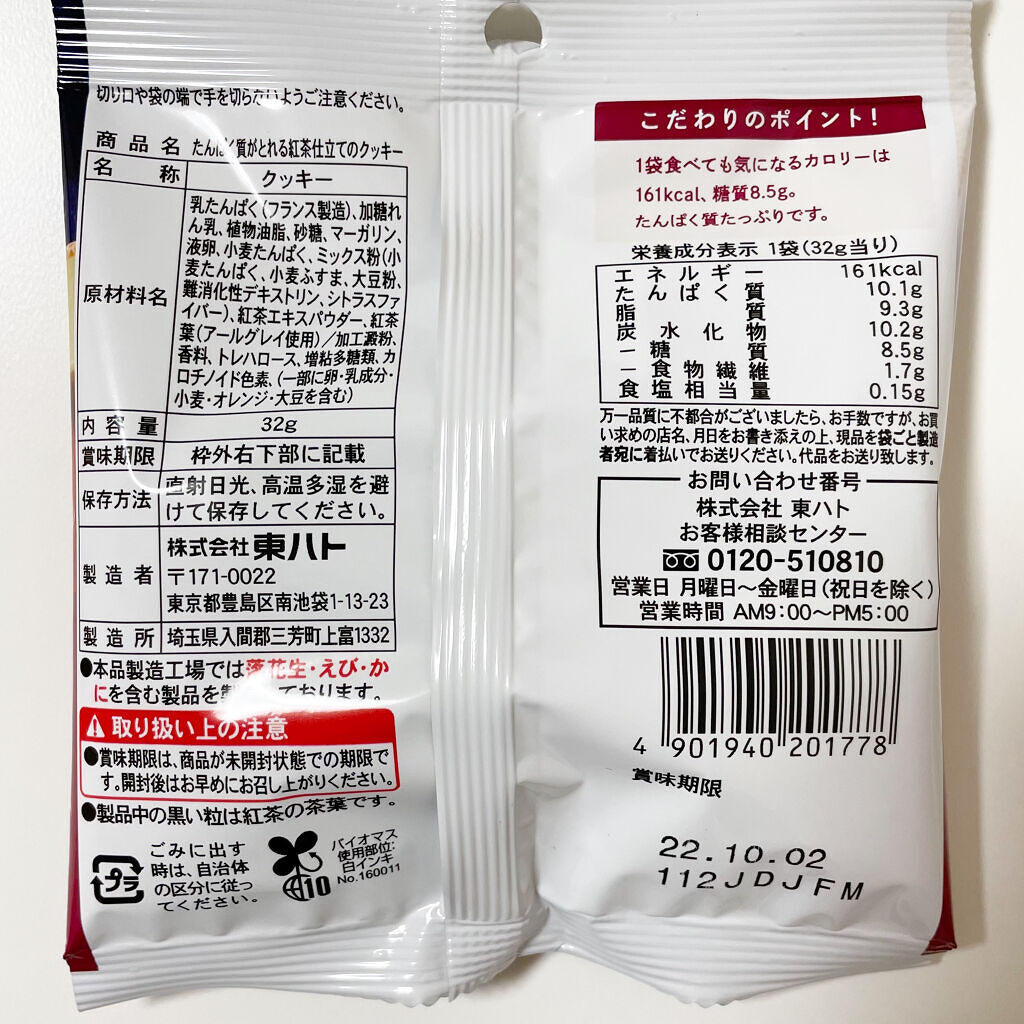 切り口や袋の端で手を切らないようご注意ください。
商品名 たんぱく質がとれる紅茶仕立てのクッキー
名称 クッキー
原材料名
乳たんぱく(フランス製造)、加糖れ
ん乳、植物油脂、砂糖、マーガリン、
液卵、小麦たんぱく、ミックス粉(小
麦たんぱく、小麦ふすま、大豆粉、
難消化性デキストリン、シトラスファ
イバー)、紅茶エキスパウダー、紅茶
葉(アールグレイ使用)/加工澱粉、
香料、トレハロース、増粘多糖類、カ
ロチノイド色素、(一部に卵・乳成分・
小麦・オレンジ・大豆を含む)
内容量 32g
賞味期限 枠外右下部に記載
保存方法
直射日光、高温多湿を避
けて保存してください。
製造者
株式会社 東ハト
〒171-0022
東京都豊島区南池袋1-13-23
製造所 埼玉県入間郡三芳町上富1332
●本品製造工場では落花生・えび・か
にを含む製品を製造しております。
取り扱い上の注意
●賞味期限は、商品が未開封状態での期限で
す。開封後はお早めにお召し上がりください。
●製品中の黒い粒は紅茶の茶葉です。
プラ
ごみに出す
時は、自治体
の区分に従っ
てください。
10
バイオマス
使用部位:
白インキ
No.160011
こだわりのポイント!
1袋食べても気になるカロリーは
161kcal、糖質8.5g。
たんぱく質たっぷりです。
栄養成分表示 1袋(32g当り)
エネルギー 161kcal
たんぱく質 10.1g
脂質 9.3g
炭水化物 10.2g
-糖質 8.5g
-食物繊維 1.7g
食塩相当量 0.15g
万一品質に不都合がございましたら、お手数ですが、お買
い求めの店名、月日をお書き添えの上、現品を袋ごと製造
者宛に着払いでお送りください。代品をお送り致します。
お問い合わせ番号
株式会社 東ハト
お客様相談センター
0120-510810
営業日 月曜日〜金曜日(祝日を除く)
営業時間 AM9:00〜PM5:00
4 901940 201778
賞味期限
22.10.02
112JDJFM